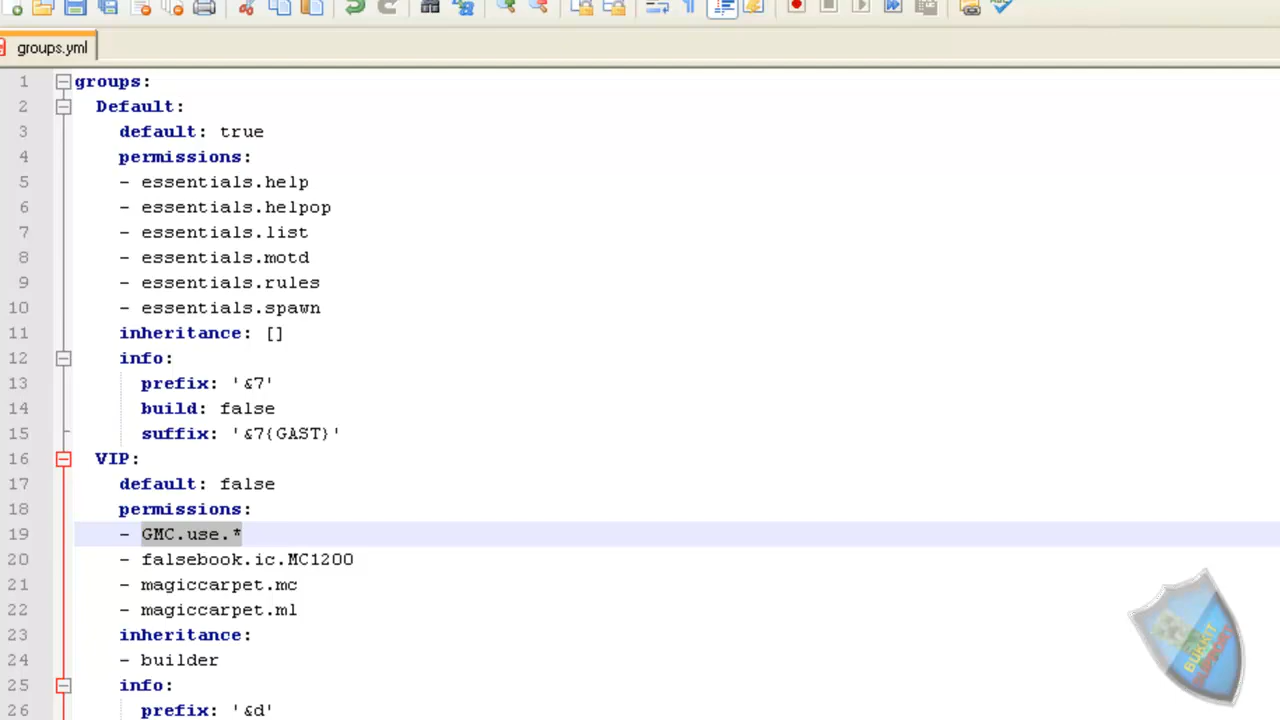 groups.yml
1 groups:
2 Default:
3 default: true
4 permissions:
5 - essentials.help
6 - essentials.helpop
7 - essentials.list
8 - essentials.motd
9 - essentials.rules
10 - essentials.spawn
11 inheritance: []
12 info:
13 prefix: '&7'
14 build: false
15 suffix: '&7{GAST}'
16 VIP:
17 default: false
18 permissions:
19 - GMC.use.*
20 - falsebook.ic.MC1200
21 - magiccarpet.mc
22 - magiccarpet.ml
23 inheritance:
24 - builder
25 info:
26 prefix: '&d'
BUKKIT